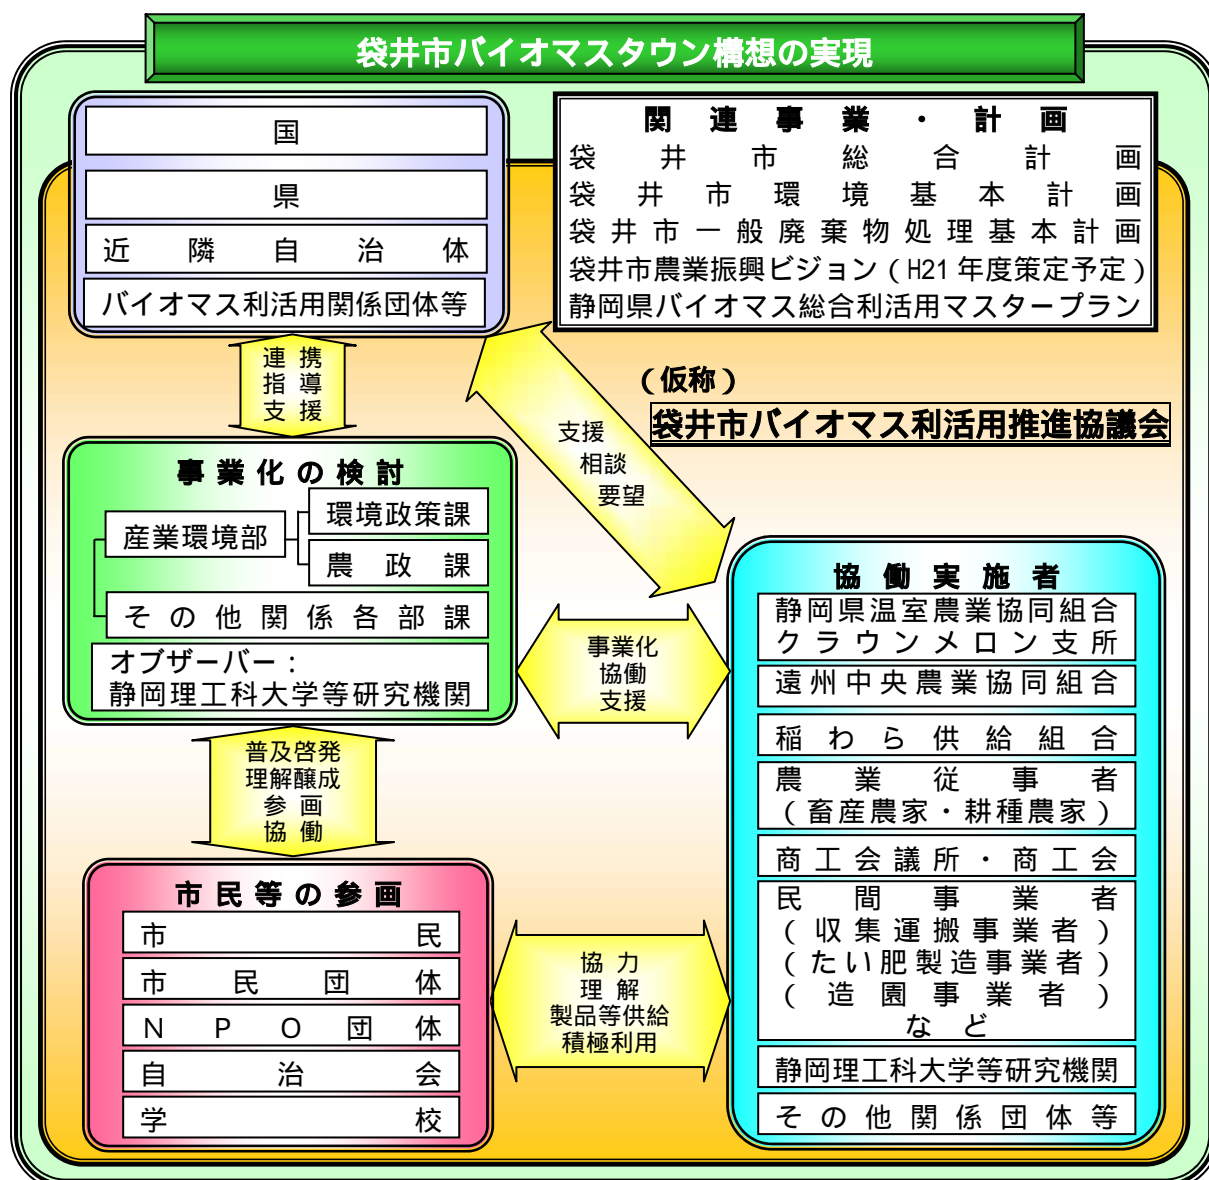 袋井市バイオマスタウン構想の実現
国
県
近隣自治体
バイオマス利活用関係団体等
関連事業・計画
袋井市総合計画
袋井市環境基本計画
袋井市一般廃棄物処理基本計画
袋井市農業振興ビジョン（H21年度策定予定）
静岡県バイオマス総合利活用マスタープラン
連携
指導
支援
支援
相談
要望
（仮称）
袋井市バイオマス利活用推進協議会
事業化の検討
産業環境部
環境政策課
農政課
その他関係各部課
オブザーバー：
静岡理工科大学等研究機関
事業化
協働
支援
協働実施者
静岡県温室農業協同組合
クラウンメロン支所
遠州中央農業協同組合
稲わら供給組合
農業従事者
（畜産農家・耕種農家）
商工会議所・商工会
民間事業者
（収集運搬事業者）
（たい肥製造事業者）
（造園事業者）
など
静岡理工科大学等研究機関
その他関係団体等
普及啓発
理解醸成
参画
協働
市民等の参画
市民
市民団体
ＮＰＯ団体
自治会
学校
協力
理解
製品等供給
積極利用